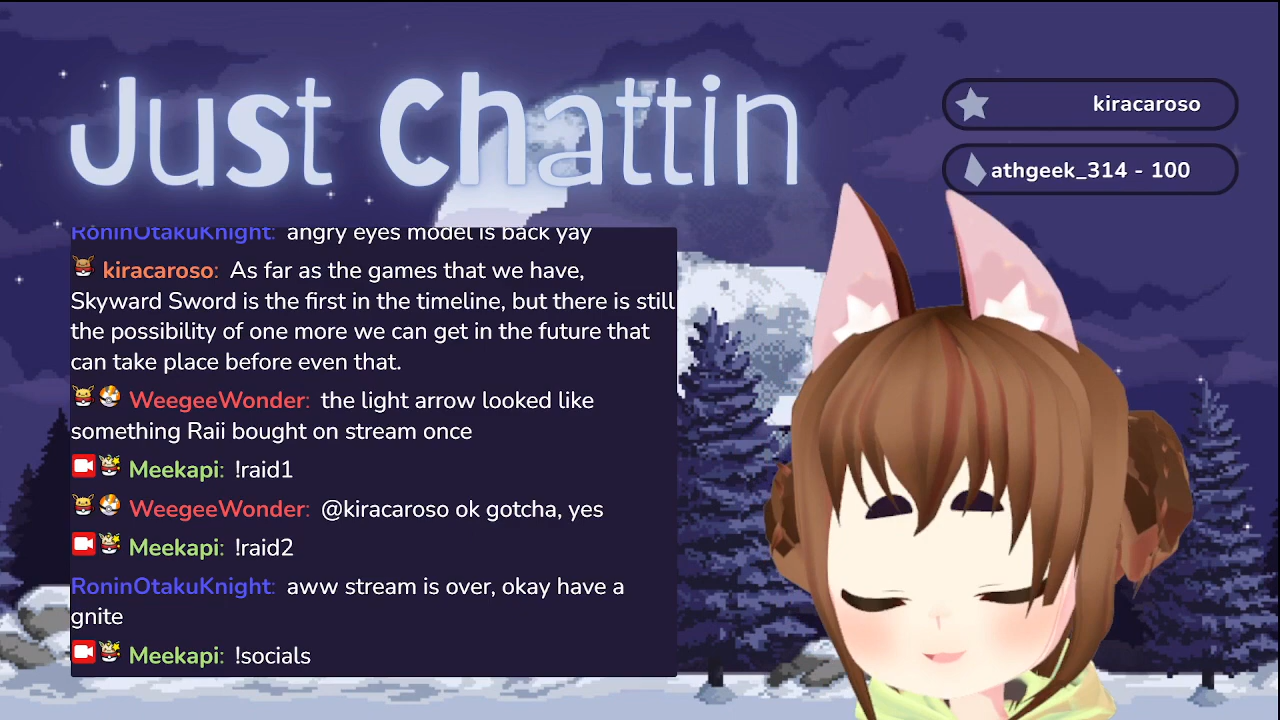 Just Chattin
kiracaroso
athgeek_314 - 100
RoninOtakuKnight: angry eyes model is back yay
kiracaroso: As far as the games that we have,
Skyward Sword is the first in the timeline, but there is still
the possibility of one more we can get in the future that
can take place before even that.
WeegeeWonder: the light arrow looked like
something Raii bought on stream once
Meekapi: !raid1
WeegeeWonder: @kiracaroso ok gotcha, yes
Meekapi: !raid2
RoninOtakuKnight: aww stream is over, okay have a
gnite
Meekapi: !socials